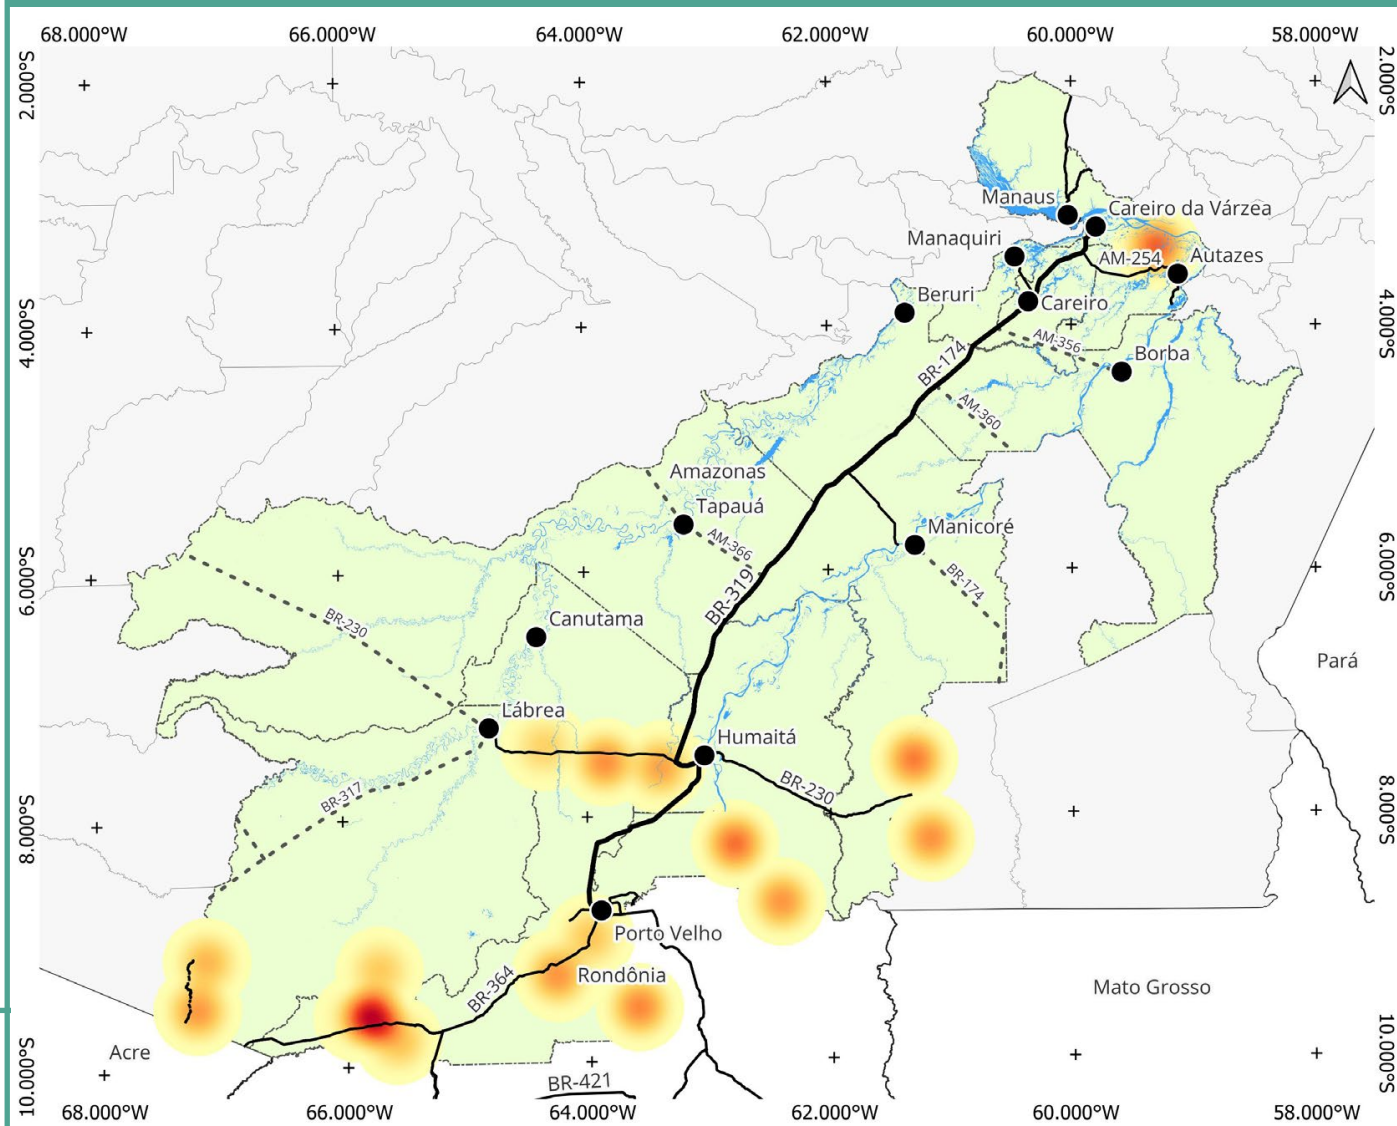 68.000°W 66.000°W 64.000°W 62.000°W 60.000°W 58.000°W
2.000°S
2.000°S
Manaus
Careiro da Várzea
Manaquiri
AM-254
Autazes
Beruri
Careiro
4.000°S
4.000°S
AM-356
BR-174
Borba
AM-360
Amazonas
Tapauá
Manicoré
AM-366
6.000°S
6.000°S
BR-174
BR-319
BR-230
Canutama
Pará
Lábrea
Humaitá
BR-317
BR-230
8.000°S
8.000°S
Porto Velho
Rondônia
BR-364
Mato Grosso
Acre
10.000°S
10.000°S
BR-421
68.000°W 66.000°W 64.000°W 62.000°W 60.000°W 58.000°W